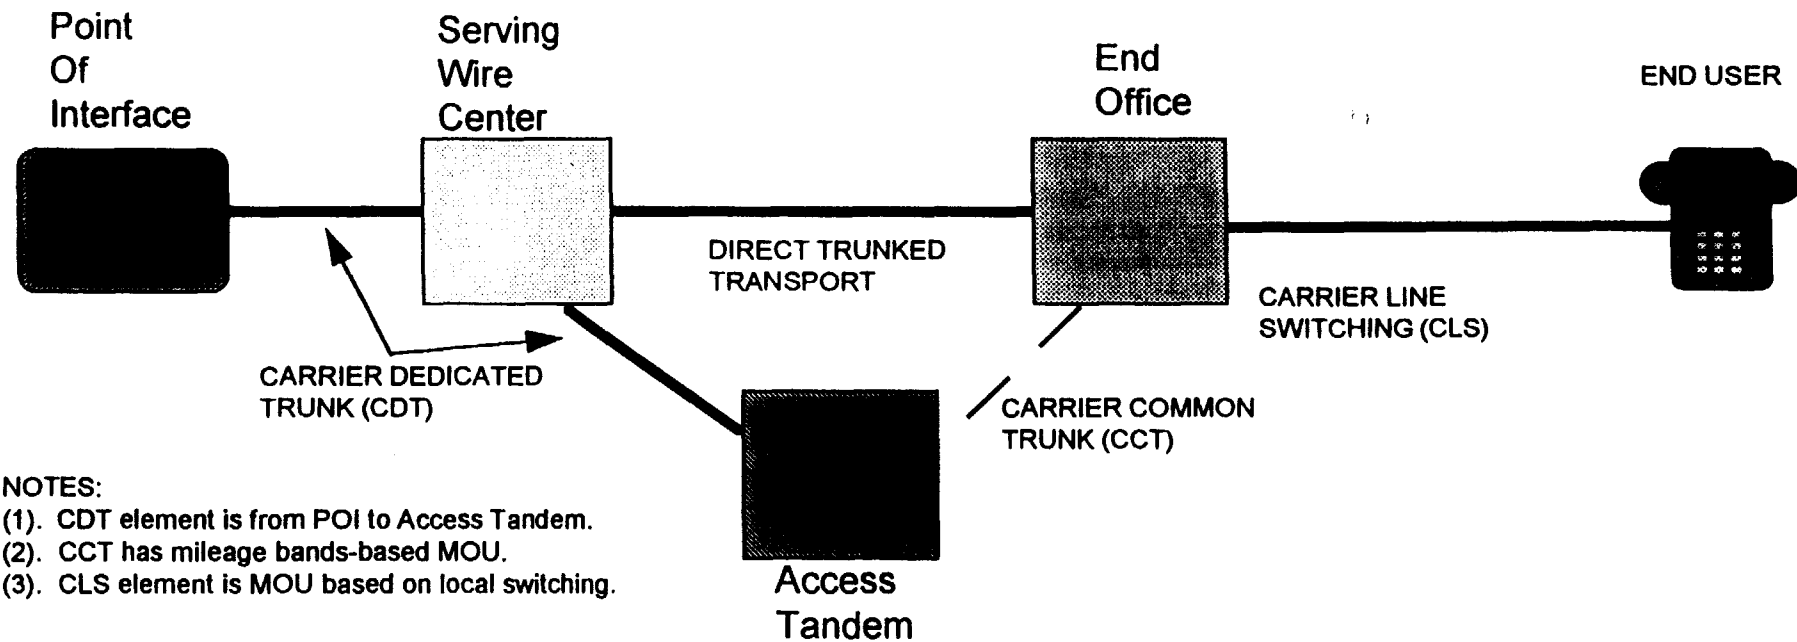 Point
Of
Interface
Serving
Wire
Center
End
Office
END USER
DIRECT TRUNKED
TRANSPORT
CARRIER LINE
SWITCHING (CLS)
CARRIER DEDICATED
TRUNK (CDT)
CARRIER COMMON
TRUNK (CCT)
NOTES:
(1). CDT element is from POI to Access Tandem.
(2). CCT has mileage bands-based MOU.
(3). CLS element is MOU based on local switching.
Access
Tandem